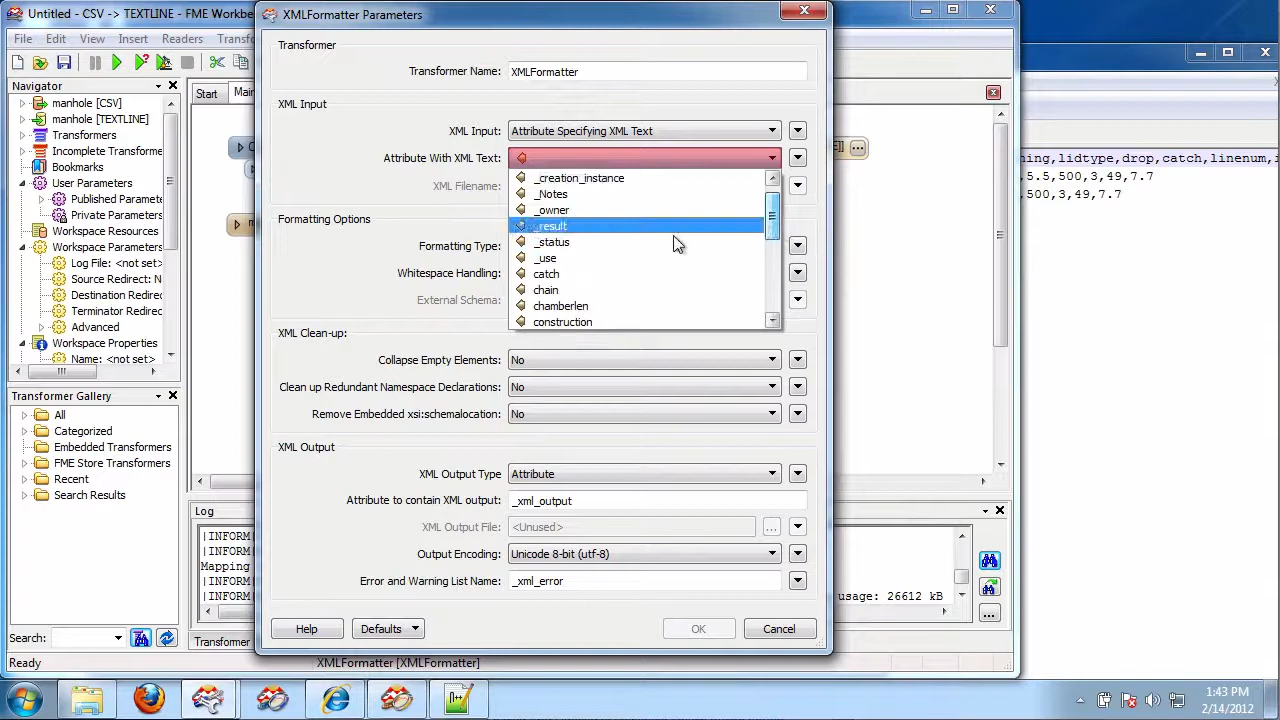 Untitled - CSV -> TEXTLINE - FME Workb
File Edit View Insert Readers Transf
Navigator
manhole [CSV]
manhole [TEXTLINE]
Transformers
Incomplete Transform
Bookmarks
User Parameters
Published Paramete
Private Parameters
Workspace Resources
Workspace Parameters
Log File: <not set>
Source Redirect: N
Destination Redirect
Terminator Redirect
Advanced
Workspace Properties
Name: <not set>
Transformer Gallery
All
Categorized
Embedded Transformers
FME Store Transformers
Recent
Search Results
Search:
Ready
Start
Main
XMLFormatter Parameters
Transformer
Transformer Name: XMLFormatter
XML Input
XML Input: Attribute Specifying XML Text
Attribute With XML Text:
XML Filename:
_creation_instance
_Notes
_owner
_result
_status
_use
catch
chain
chamberlen
construction
Formatting Options
Formatting Type:
Whitespace Handling:
External Schema:
XML Clean-up:
Collapse Empty Elements: No
Clean up Redundant Namespace Declarations: No
Remove Embedded xsi:schemalocation: No
XML Output
XML Output Type Attribute
Attribute to contain XML output: _xml_output
XML Output File: <Unused> ...
Output Encoding: Unicode 8-bit (utf-8)
Error and Warning List Name: _xml_error
Help Defaults OK Cancel
Log
|INFORM
|INFORM
Mapping
|INFORM
|INFORM
usage: 26612 kB
Transformer
XMLFormatter [XMLFormatter]
ning,lidtype,drop,catch,linenum,
,5.5,500,3,49,7.7
,500,3,49,7.7
1:43 PM
2/14/2012